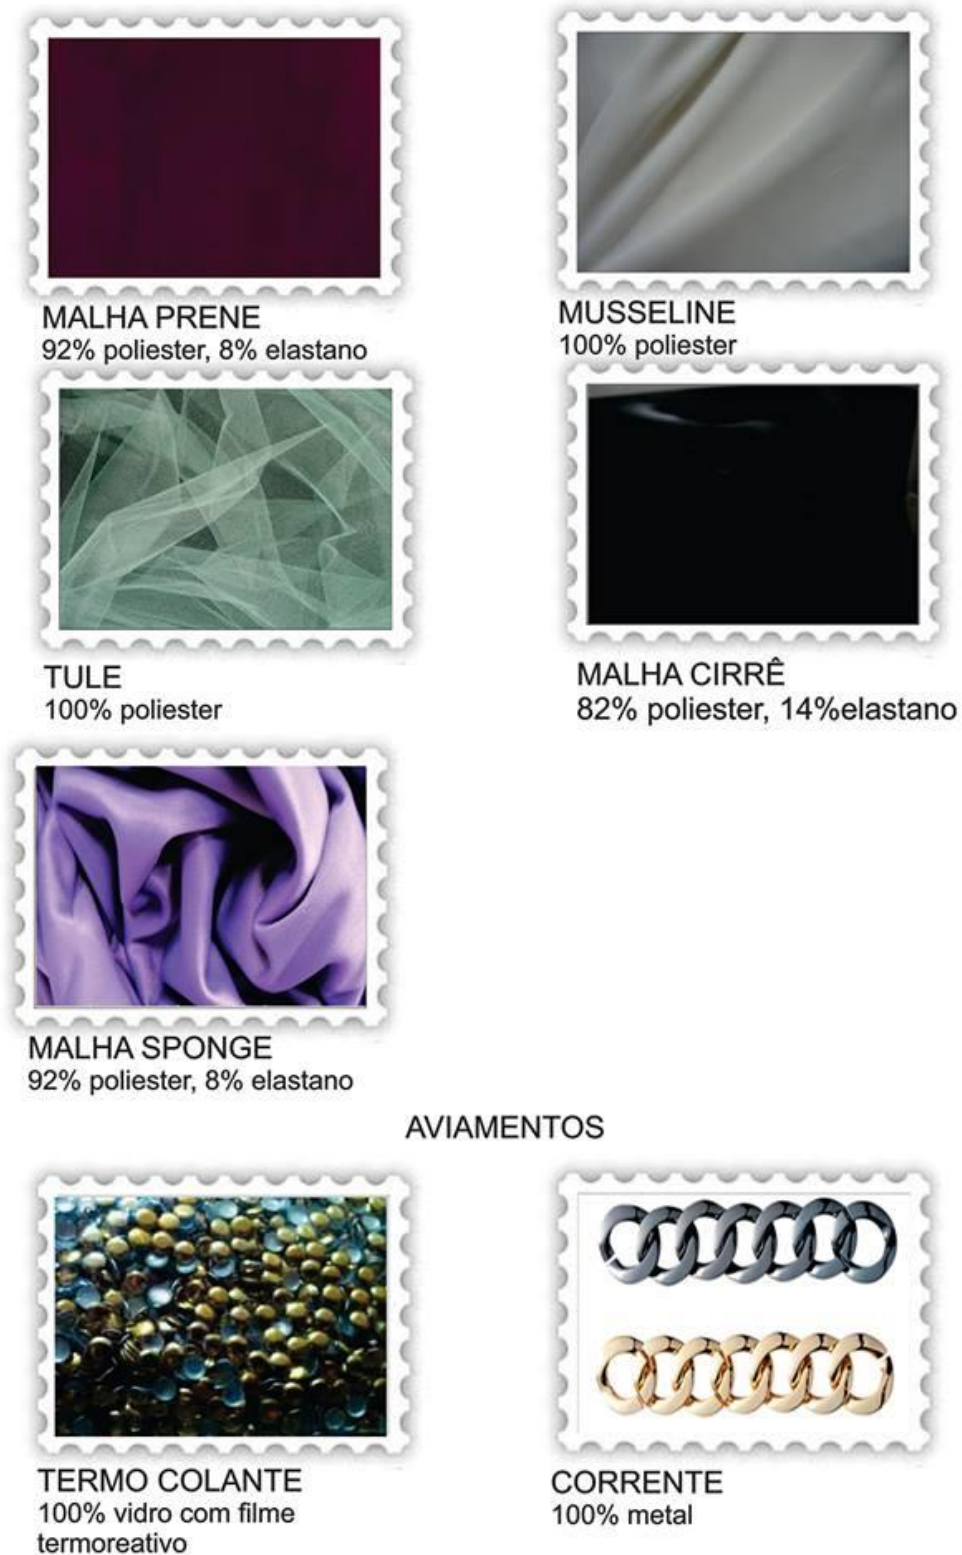 MALHA PRENE
92% poliester, 8% elastano
MUSSELINE
100% poliester
TULE
100% poliester
MALHA CIRRÊ
82% poliester, 14%elastano
MALHA SPONGE
92% poliester, 8% elastano
AVIAMENTOS
TERMO COLANTE
100% vidro com filme
termoreativo
CORRENTE
100% metal